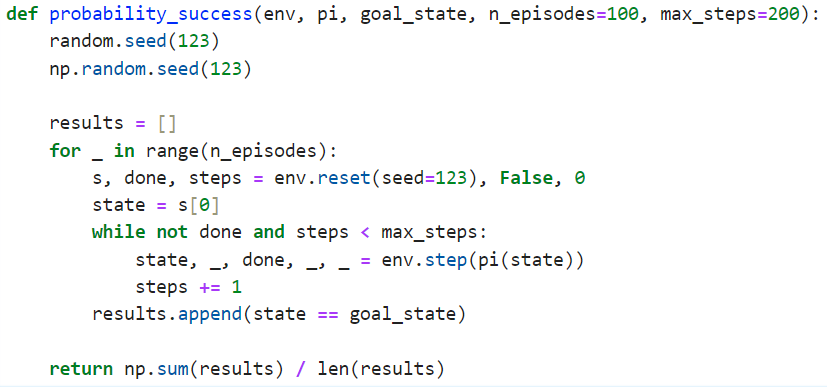 def probability_success(env, pi, goal_state, n_episodes=100, max_steps=200):
    random.seed(123)
    np.random.seed(123)

    results = []
    for _ in range(n_episodes):
        s, done, steps = env.reset(seed=123), False, 0
        state = s[0]
        while not done and steps < max_steps:
            state, _, done, _, _ = env.step(pi(state))
            steps += 1
        results.append(state == goal_state)

    return np.sum(results) / len(results)